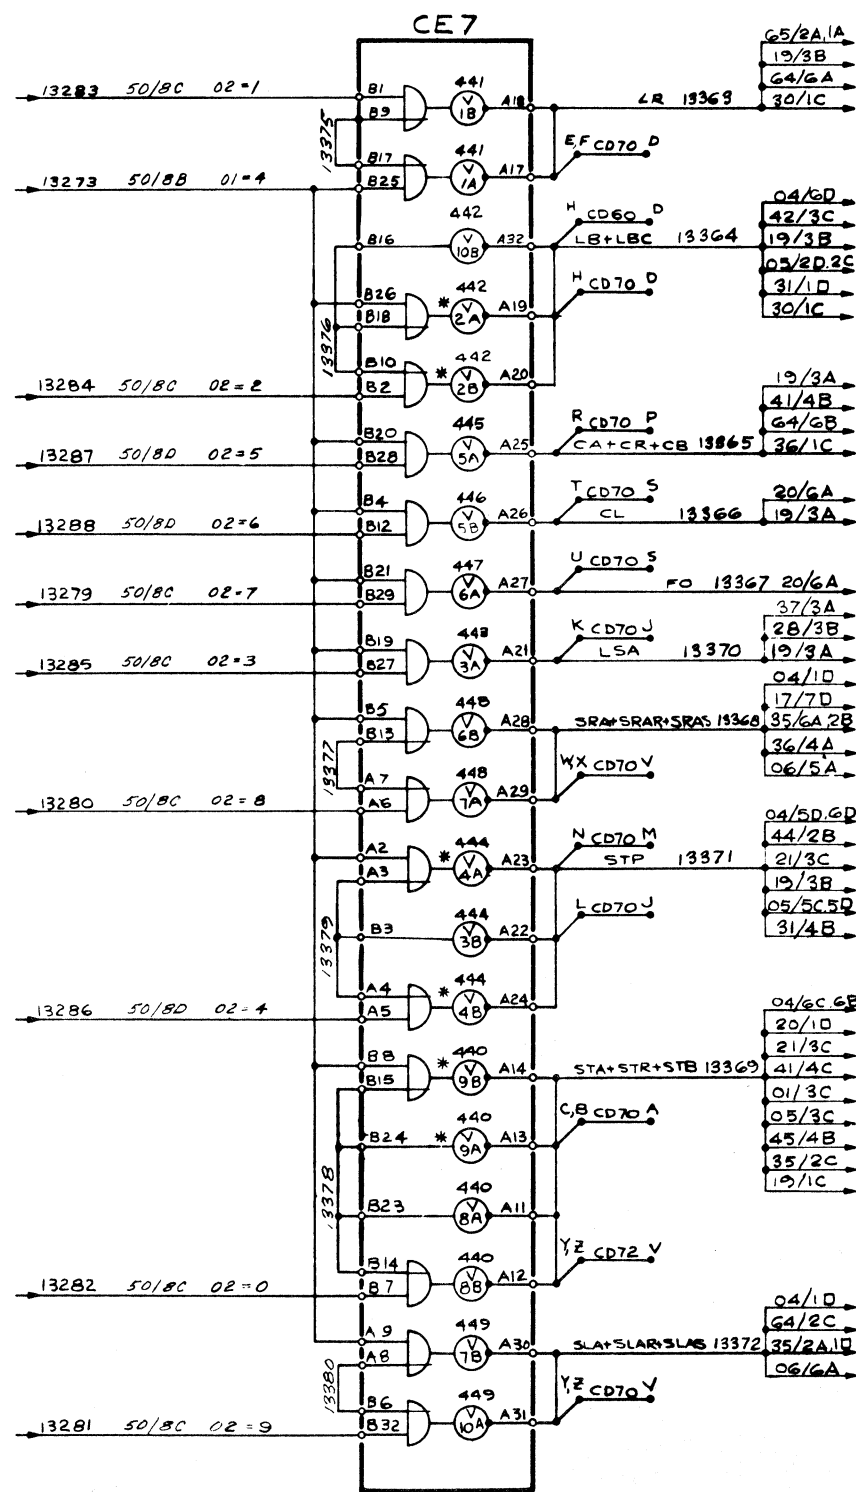 CE7
13283 50/8C 02=1 B1 441 V 1B A18 LR 13363 65/2A,1A
19/3B
64/6A
30/1C
B9
13375
E,F CD70 D
B17 441 V 1A A17
13273 50/8B 01=4 B25
H CD60 D
B16 442 V 10B A32 LB+LBC 13364
04/6D
42/3C
19/3B
05/2D.2C
31/1D
30/1C
H CD70 D
B26 * 442 V 2A A19
B18
13376
B10 * 442 V 2B A20
13284 50/8C 02=2 B2
R CD70 P
B20 445 V 5A A25 CA+CR+CB 13365
19/3A
41/4B
64/6B
36/1C
13287 50/8D 02=5 B28
T CD70 S
B4 446 V 5B A26 CL 13366
20/6A
19/3A
13288 50/8D 02=6 B12
U CD70 S
B21 447 V 6A A27 FO 13367 20/6A
13279 50/8C 02=7 B29
K CD70 J
B19 443 V 3A A21 LSA 13370
37/3A
28/3B
19/3A
13285 50/8C 02=3 B27
B5 448 V 6B A28 SRA+SRAR+SRAS 13368
04/1D
17/7D
35/6A,2B
36/4A
06/5A
B13
13377
W,X CD70 V
A7 448 V 7A A29
13280 50/8C 02=8 A6
N CD70 M
A2 * 444 V 4A A23 STP 13371
04/5D.6D
44/2B
21/3C
19/3B
05/5C.5D
31/4B
A3
13379
L CD70 J
B3 444 V 3B A22
A4 * 444 V 4B A24
13286 50/8D 02=4 A5
B8 * 440 V 9B A14 STA+STR+STB 13369
04/6C.6B
20/1D
21/3C
41/4C
01/3C
05/3C
45/4B
35/2C
19/1C
B15
C,B CD70 A
B24 * 440 V 9A A13
13378
B23 440 V 8A A11
Y,Z CD72 V
B14 440 V 8B A12
13282 50/8C 02=0 B7
A9 449 V 7B A30 SLA+SLAR+SLAS 13372
04/1D
64/2C
35/2A,1D
06/6A
A8
13380
Y,Z CD70 V
B6 449 V 10A A31
13281 50/8C 02=9 B32